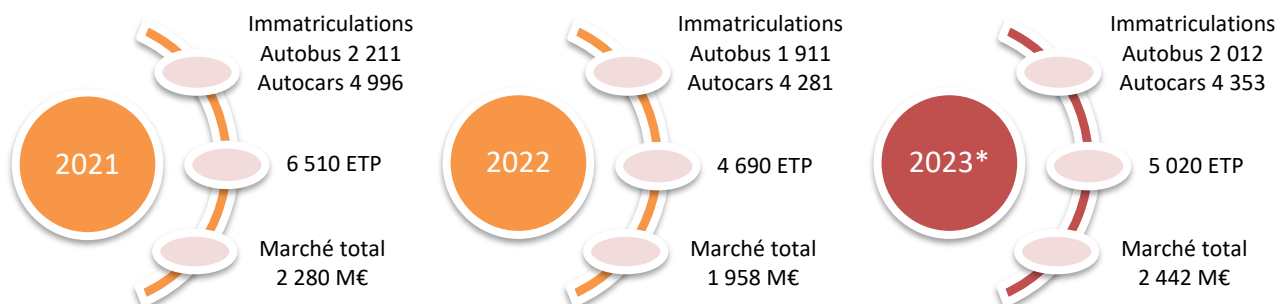 2021
Immatriculations
Autobus 2 211
Autocars 4 996
6 510 ETP
Marché total
2 280 M€
2022
Immatriculations
Autobus 1 911
Autocars 4 281
4 690 ETP
Marché total
1 958 M€
2023*
Immatriculations
Autobus 2 012
Autocars 4 353
5 020 ETP
Marché total
2 442 M€